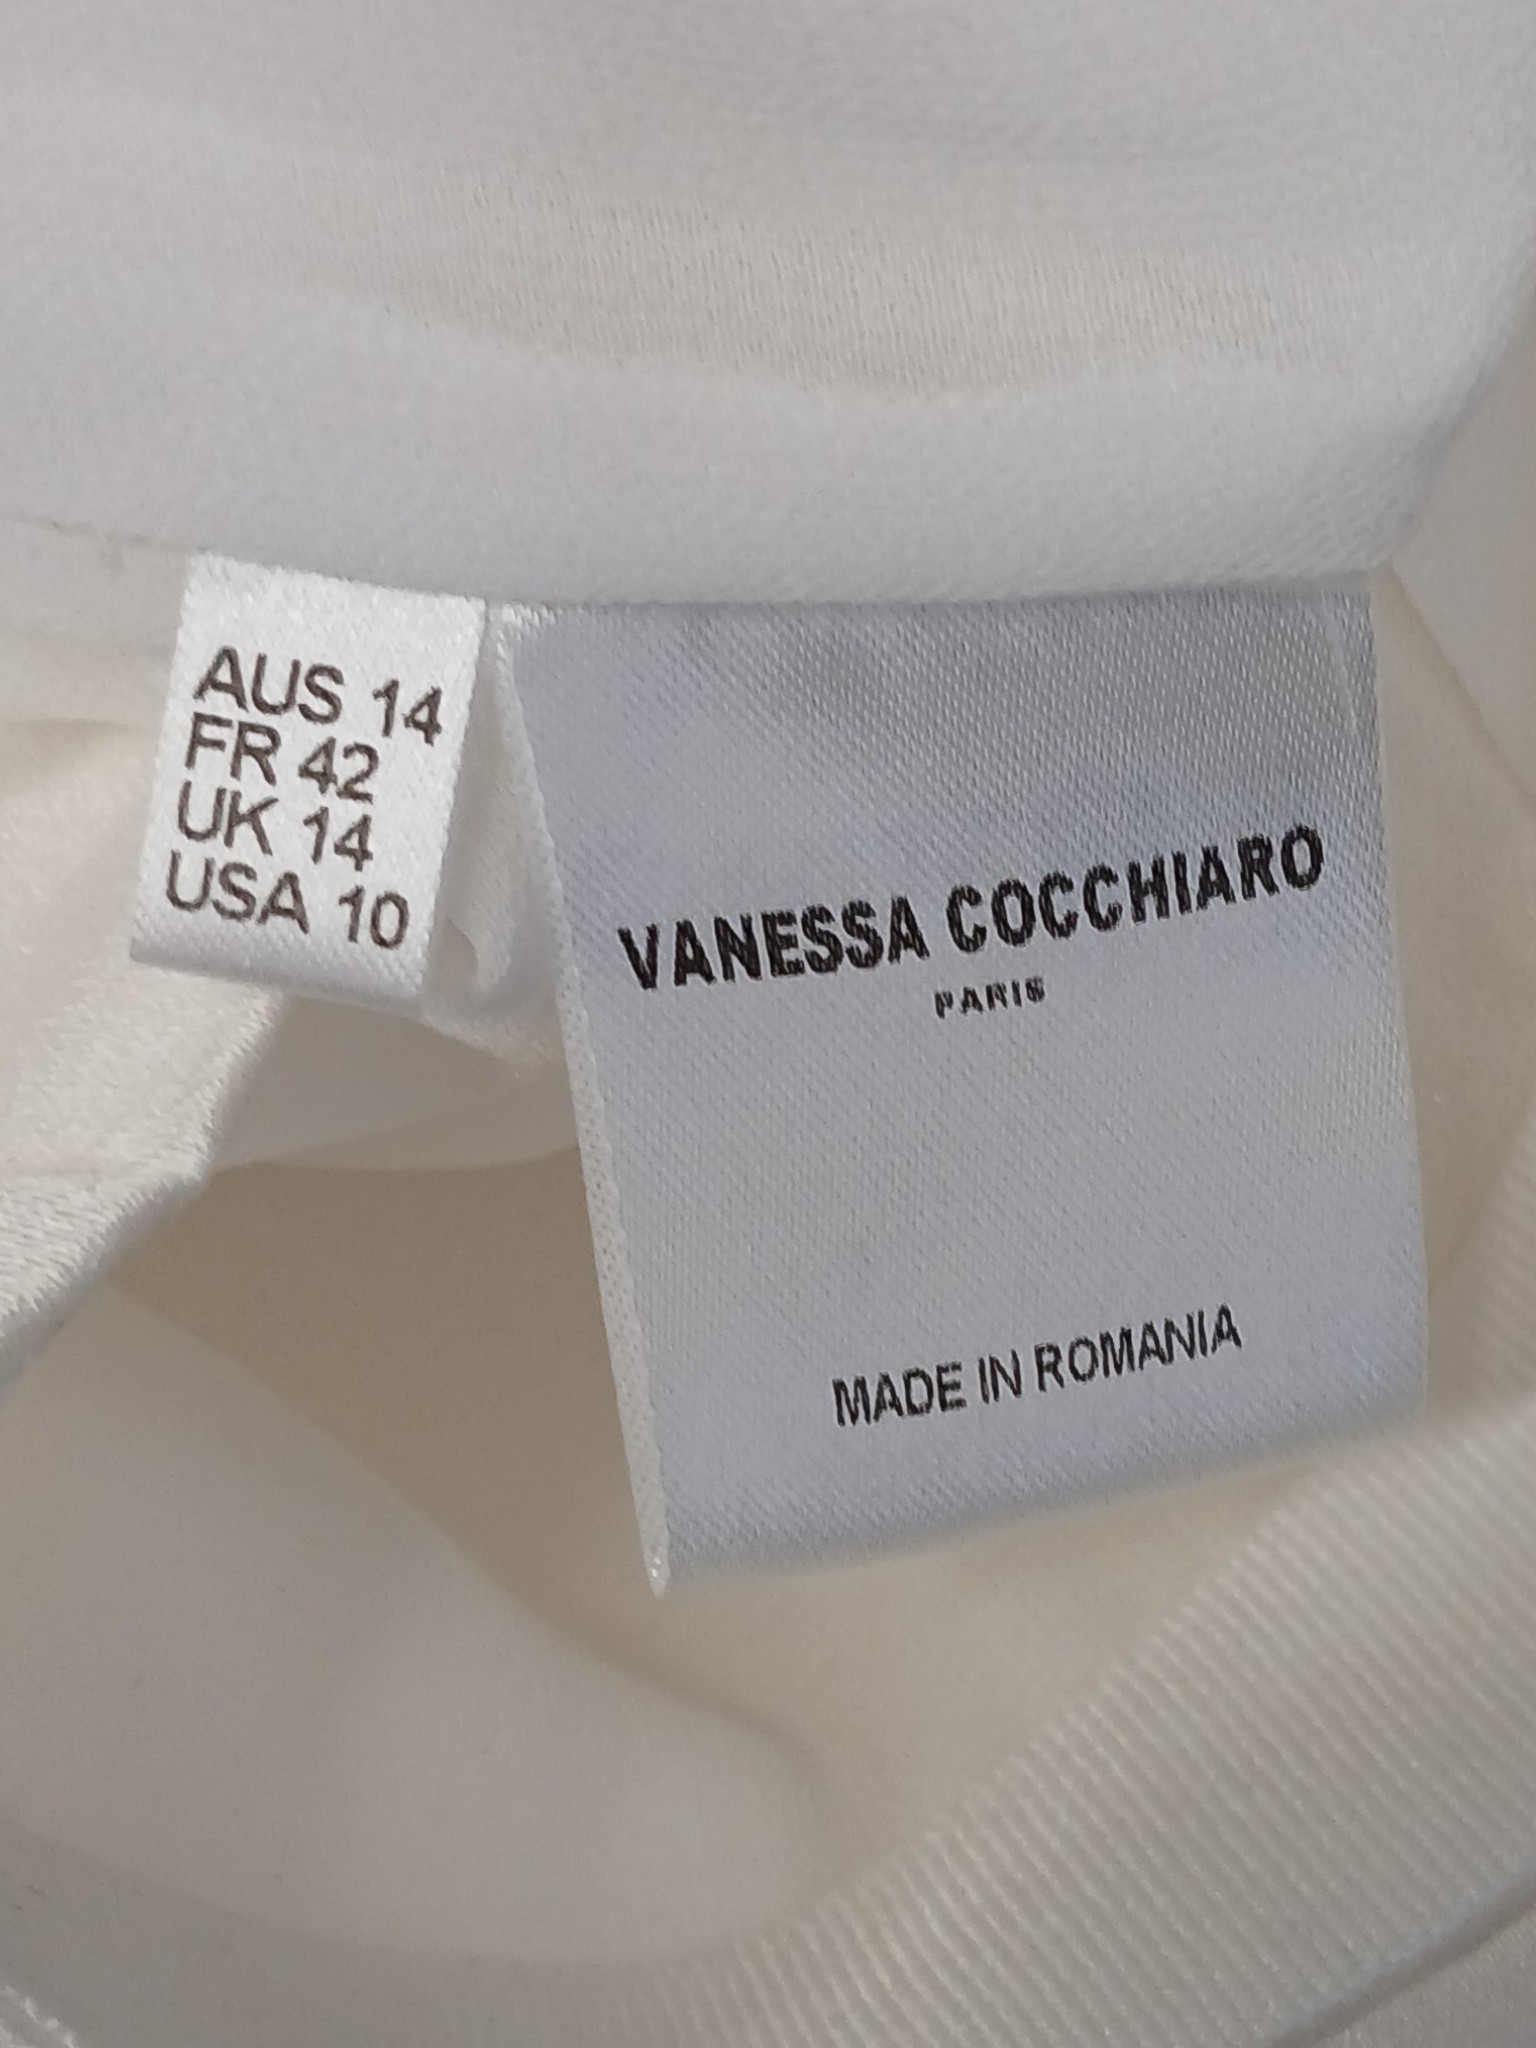 AUS 14
FR 42
UK 14
USA 10
VANESSA COCCHIARO
PARIS
MADE IN ROMANIA